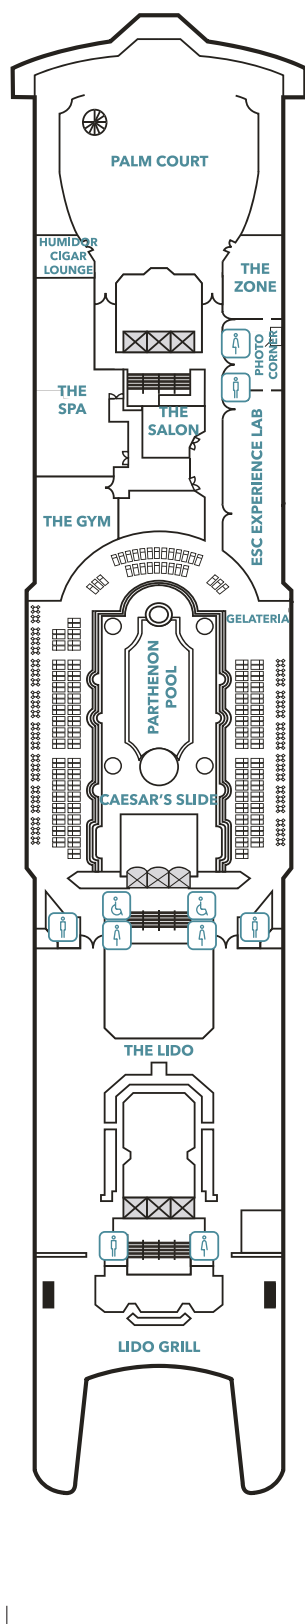 PALM COURT
HUMIDOR
CIGAR
LOUNGE
THE
ZONE
PHOTO
CORNER
THE
SPA
THE
SALON
ESC EXPERIENCE LAB
THE GYM
GELATERIA
PARTHENON
POOL
CAESAR'S SLIDE
THE LIDO
LIDO GRILL